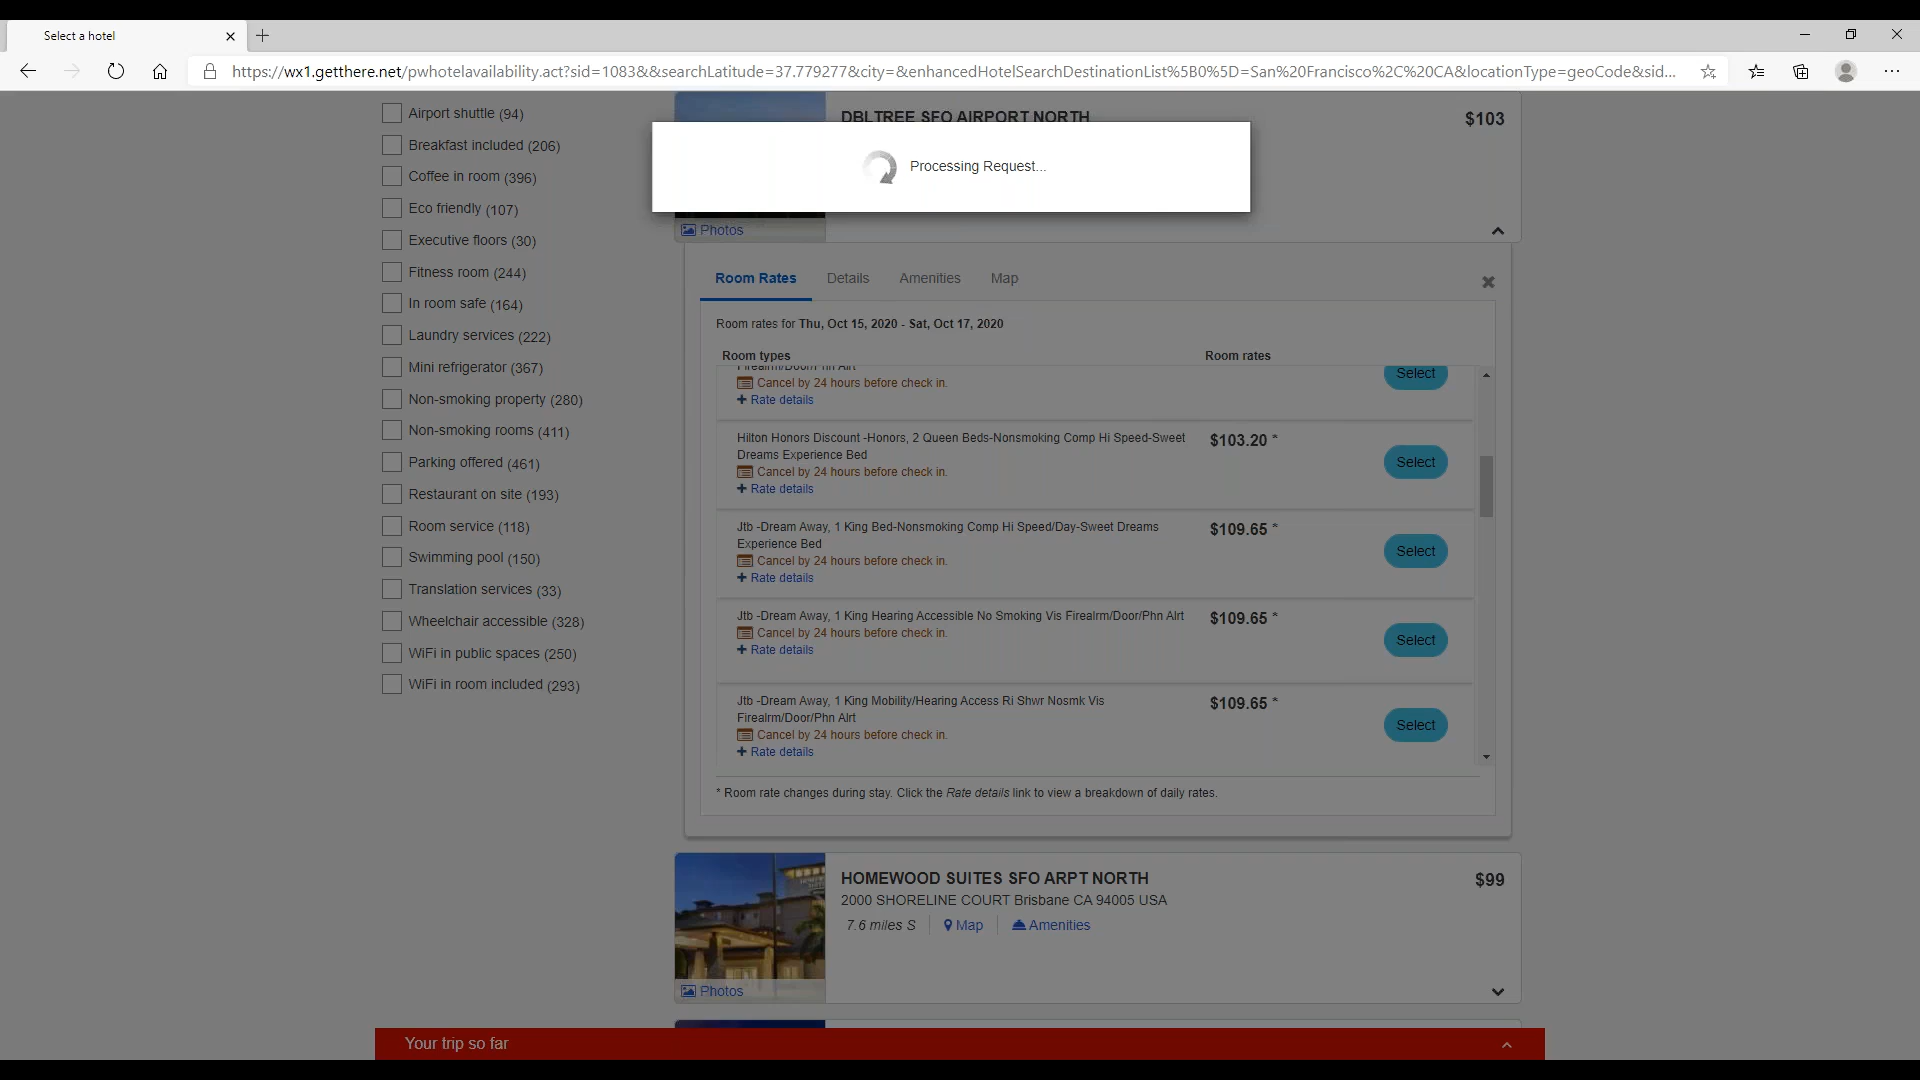 Select a hotel
https://wx1.getthere.net/pwhotelavailability.act?sid=1083&&searchLatitude=37.779277&city=&enhancedHotelSearchDestinationList%5B0%5D=San%20Francisco%2C%20CA&locationType=geoCode&sid...
Airport shuttle (94)
Breakfast included (206)
Coffee in room (396)
Eco friendly (107)
Executive floors (30)
Fitness room (244)
In room safe (164)
Laundry services (222)
Mini refrigerator (367)
Non-smoking property (280)
Non-smoking rooms (411)
Parking offered (461)
Restaurant on site (193)
Room service (118)
Swimming pool (150)
Translation services (33)
Wheelchair accessible (328)
WiFi in public spaces (250)
WiFi in room included (293)
DBLTREE SFO AIRPORT NORTH
$103
Processing Request...
Photos
Room Rates Details Amenities Map
Room rates for Thu, Oct 15, 2020 - Sat, Oct 17, 2020
Room types Room rates
Firealrm/Door/Phn Alrt
Select
Cancel by 24 hours before check in.
+ Rate details
Hilton Honors Discount -Honors, 2 Queen Beds-Nonsmoking Comp Hi Speed-Sweet
Dreams Experience Bed
$103.20 *
Select
Cancel by 24 hours before check in.
+ Rate details
Jtb -Dream Away, 1 King Bed-Nonsmoking Comp Hi Speed/Day-Sweet Dreams
Experience Bed
$109.65 *
Select
Cancel by 24 hours before check in.
+ Rate details
Jtb -Dream Away, 1 King Hearing Accessible No Smoking Vis Firealrm/Door/Phn Alrt
$109.65 *
Select
Cancel by 24 hours before check in.
+ Rate details
Jtb -Dream Away, 1 King Mobility/Hearing Access Ri Shwr Nosmk Vis
Firealrm/Door/Phn Alrt
$109.65 *
Select
Cancel by 24 hours before check in.
+ Rate details
* Room rate changes during stay. Click the Rate details link to view a breakdown of daily rates.
HOMEWOOD SUITES SFO ARPT NORTH
$99
2000 SHORELINE COURT Brisbane CA 94005 USA
7.6 miles S Map Amenities
Photos
Your trip so far